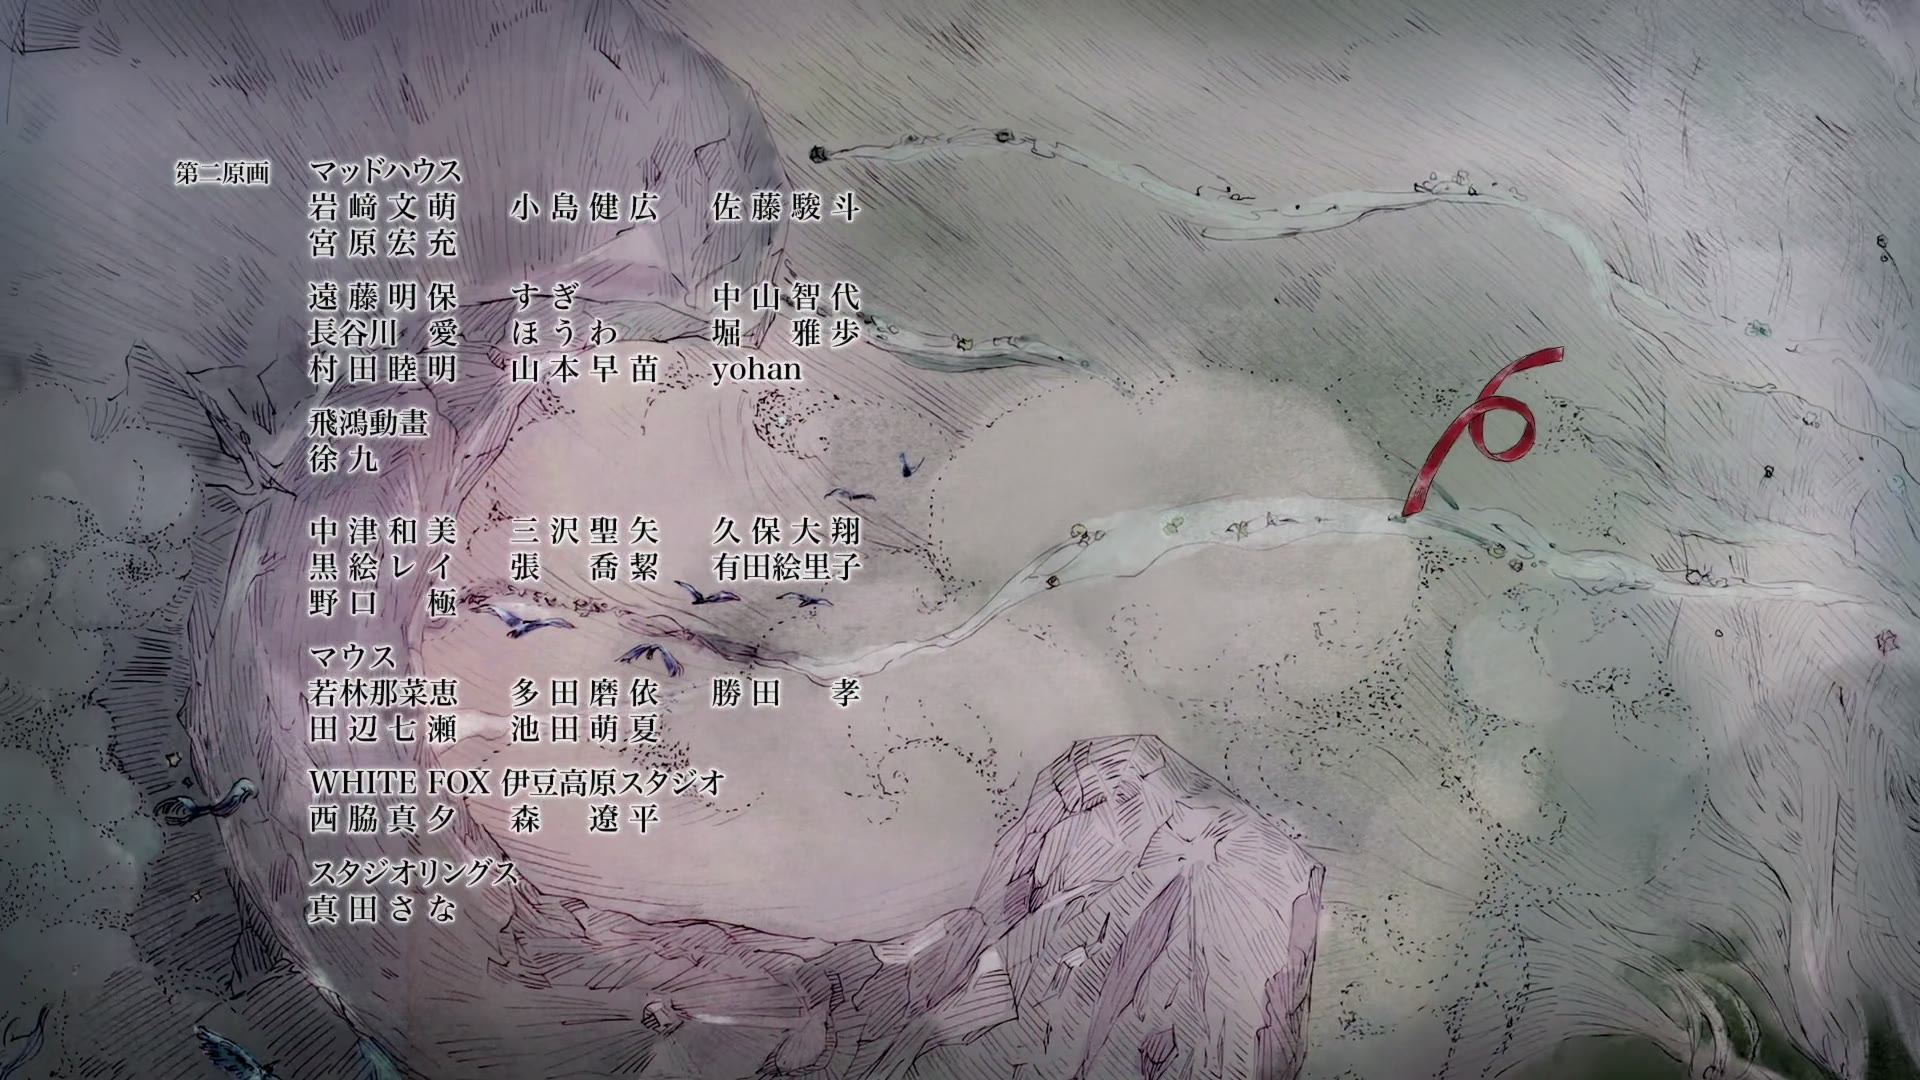 第二原画 マッドハウス
岩﨑文萌 小島健広 佐藤駿斗
宮原宏充
遠藤明保 すぎ 中山智代
長谷川 愛 ほうわ 堀 雅歩
村田睦明 山本早苗 yohan
飛鴻動畫
徐九
中津和美 三沢聖矢 久保大翔
黒絵レイ 張 喬絜 有田絵里子
野口 極
マウス
若林那菜恵 多田磨依 勝田 孝
田辺七瀬 池田萌夏
WHITE FOX 伊豆高原スタジオ
西脇真夕 森 遼平
スタジオリングス
真田さな